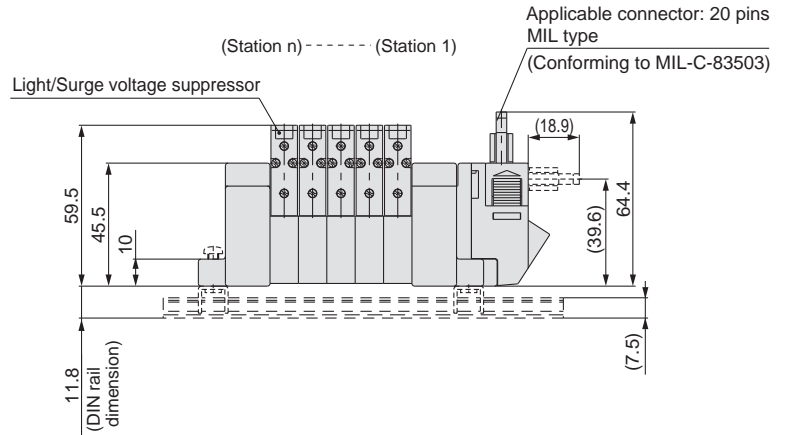 Applicable connector: 20 pins
MIL type
(Conforming to MIL-C-83503)
(Station n) - - - - - - - (Station 1)
Light/Surge voltage suppressor
(18.9)
59.5
45.5
10
(39.6)
64.4
11.8
(DIN rail
dimension)
(7.5)